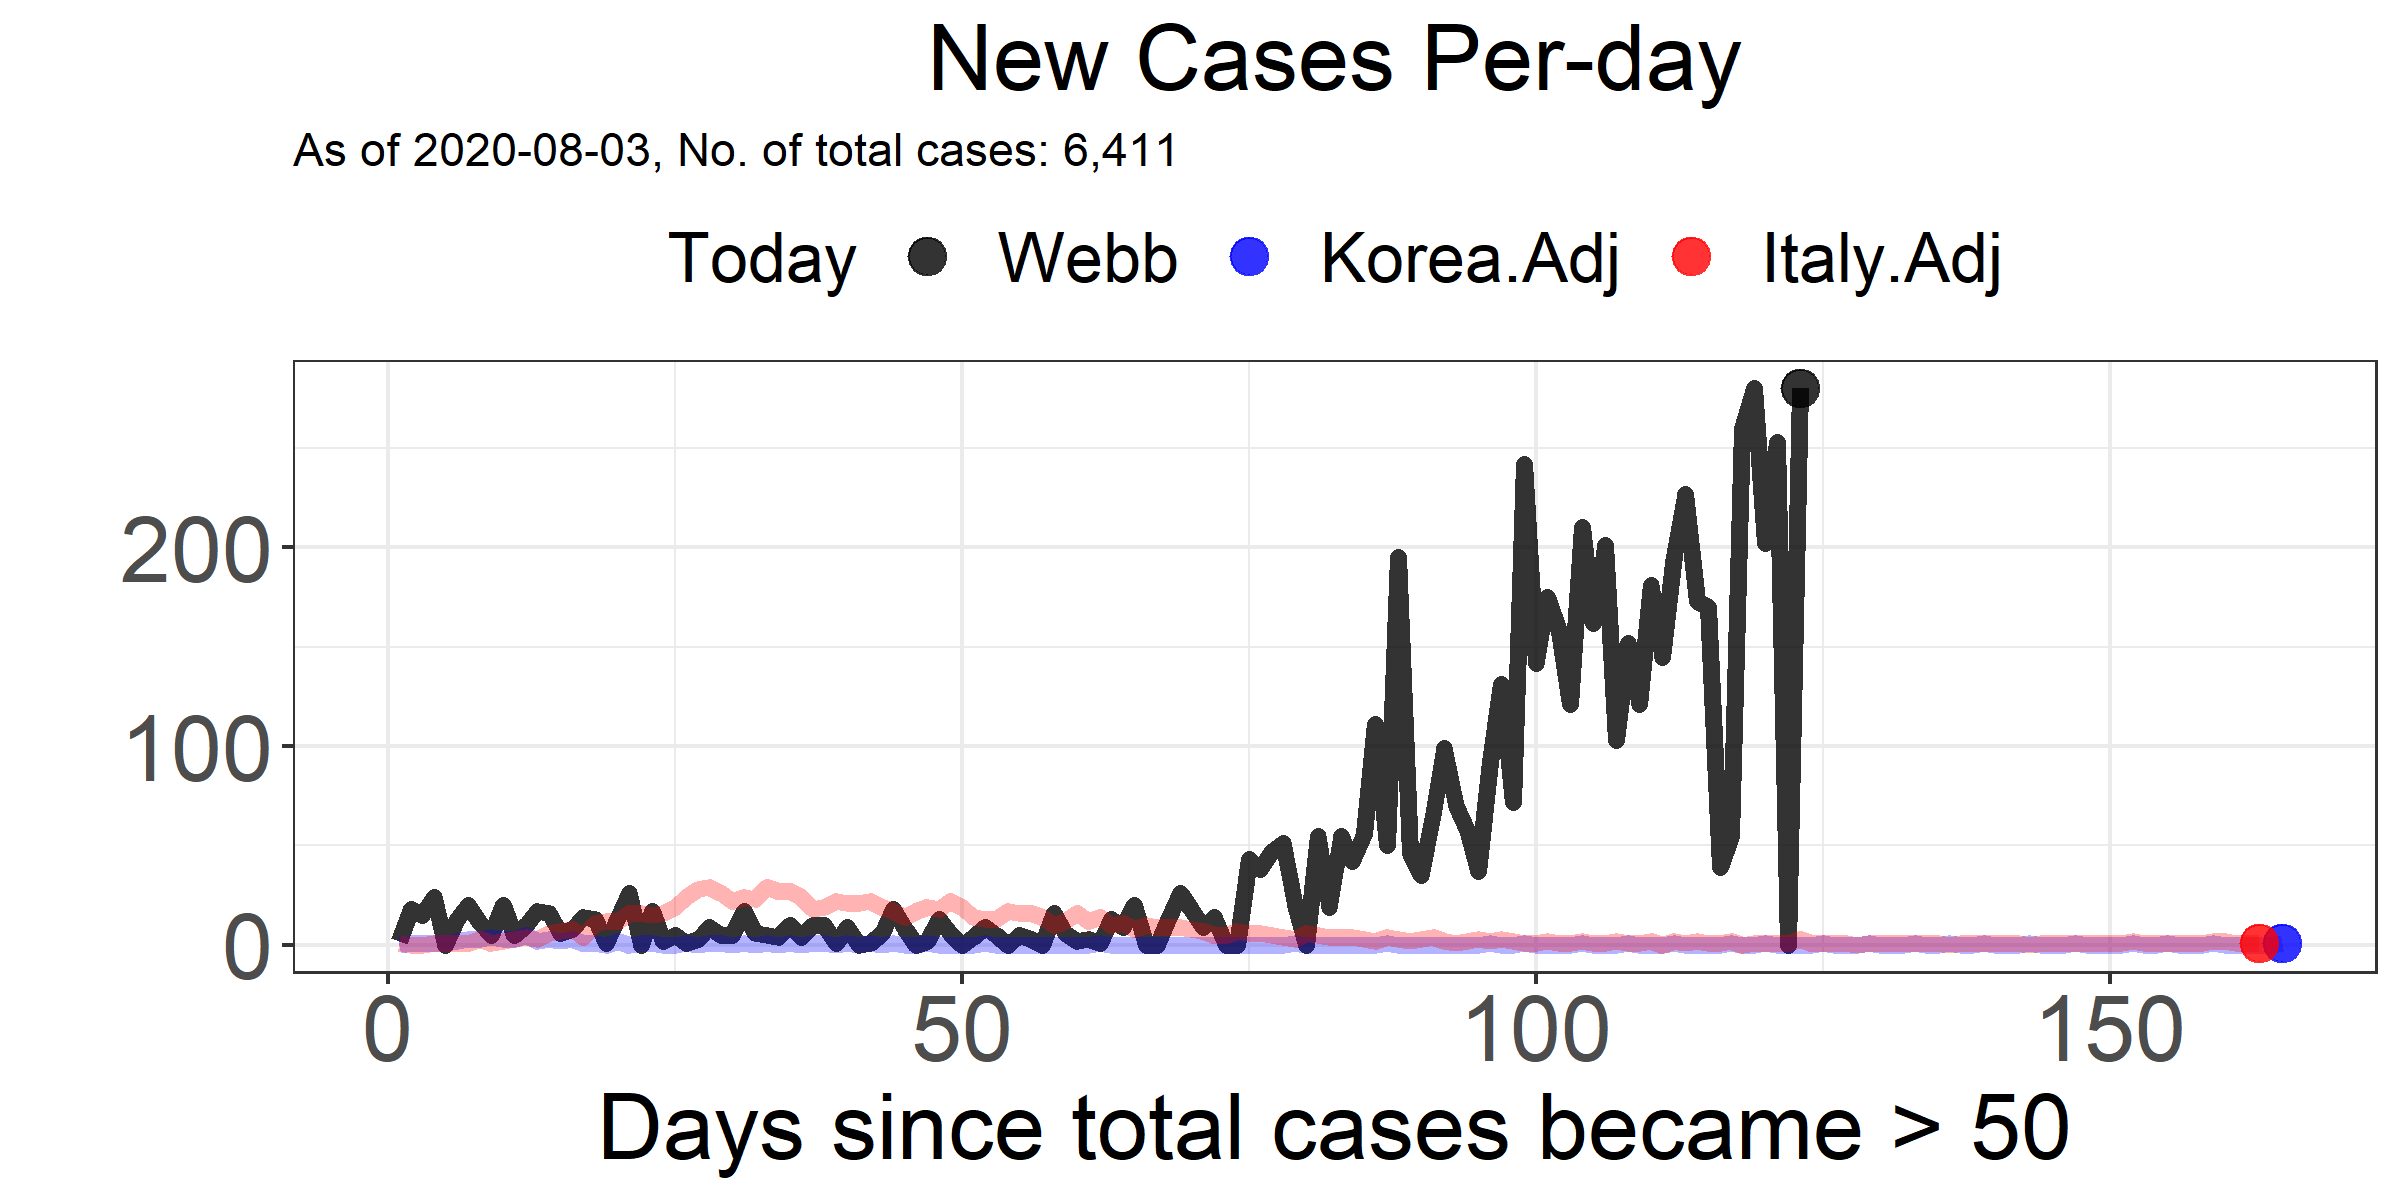 New Cases Per-day
As of 2020-08-03, No. of total cases: 6,411
Today Webb Korea.Adj Italy.Adj
200
100
0
0 50 100 150
Days since total cases became > 50